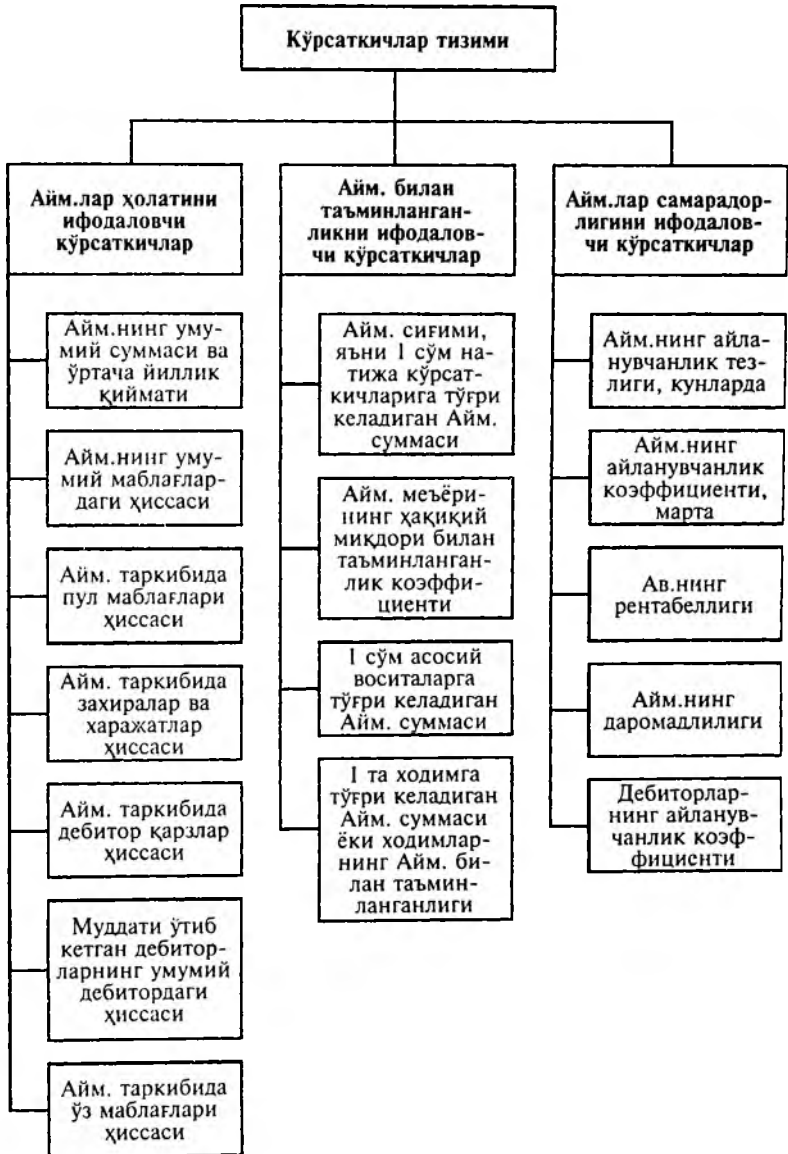 Кўрсаткичлар тизими
Айм.лар ҳолатини
ифодаловчи
кўрсаткичлар
Айм.нинг уму-
мий суммаси ва
ўртача йиллик
қиймати
Айм.нинг уму-
мий маблағлар-
даги ҳиссаси
Айм. таркибида
пул маблағлари
ҳиссаси
Айм. таркибида
захиралар ва
харажатлар
ҳиссаси
Айм. таркибида
дебитор қарзлар
ҳиссаси
Муддати ўтиб
кетган дебитор-
ларнинг умумий
дебитордаги
ҳиссаси
Айм. таркибида
ўз маблағлари
ҳиссаси
Айм. билан
таъминланган-
ликни ифодалов-
чи кўрсаткичлар
Айм. сиғими,
яъни 1 сўм на-
тижа кўрсат-
кичларига тўғри
келадиган Айм.
суммаси
Айм. меъёри-
нинг ҳақиқий
миқдори билан
таъминланган-
лик коэффи-
циенти
1 сўм асосий
воситаларга
тўғри келадиган
Айм. суммаси
1 та ходимга
тўғри келадиган
Айм. суммаси
ёки ходимлар-
нинг Айм. би-
лан таъмин-
ланганлиги
Айм.лар самарадор-
лигини ифодалов-
чи кўрсаткичлар
Айм.нинг айла-
нувчанлик тез-
лиги, кунларда
Айм.нинг
айланувчанлик
коэффициенти,
марта
Ав.нинг
рентабеллиги
Айм.нинг
даромадлилиги
Дебиторлар-
нинг айланув-
чанлик коэф-
фициенти